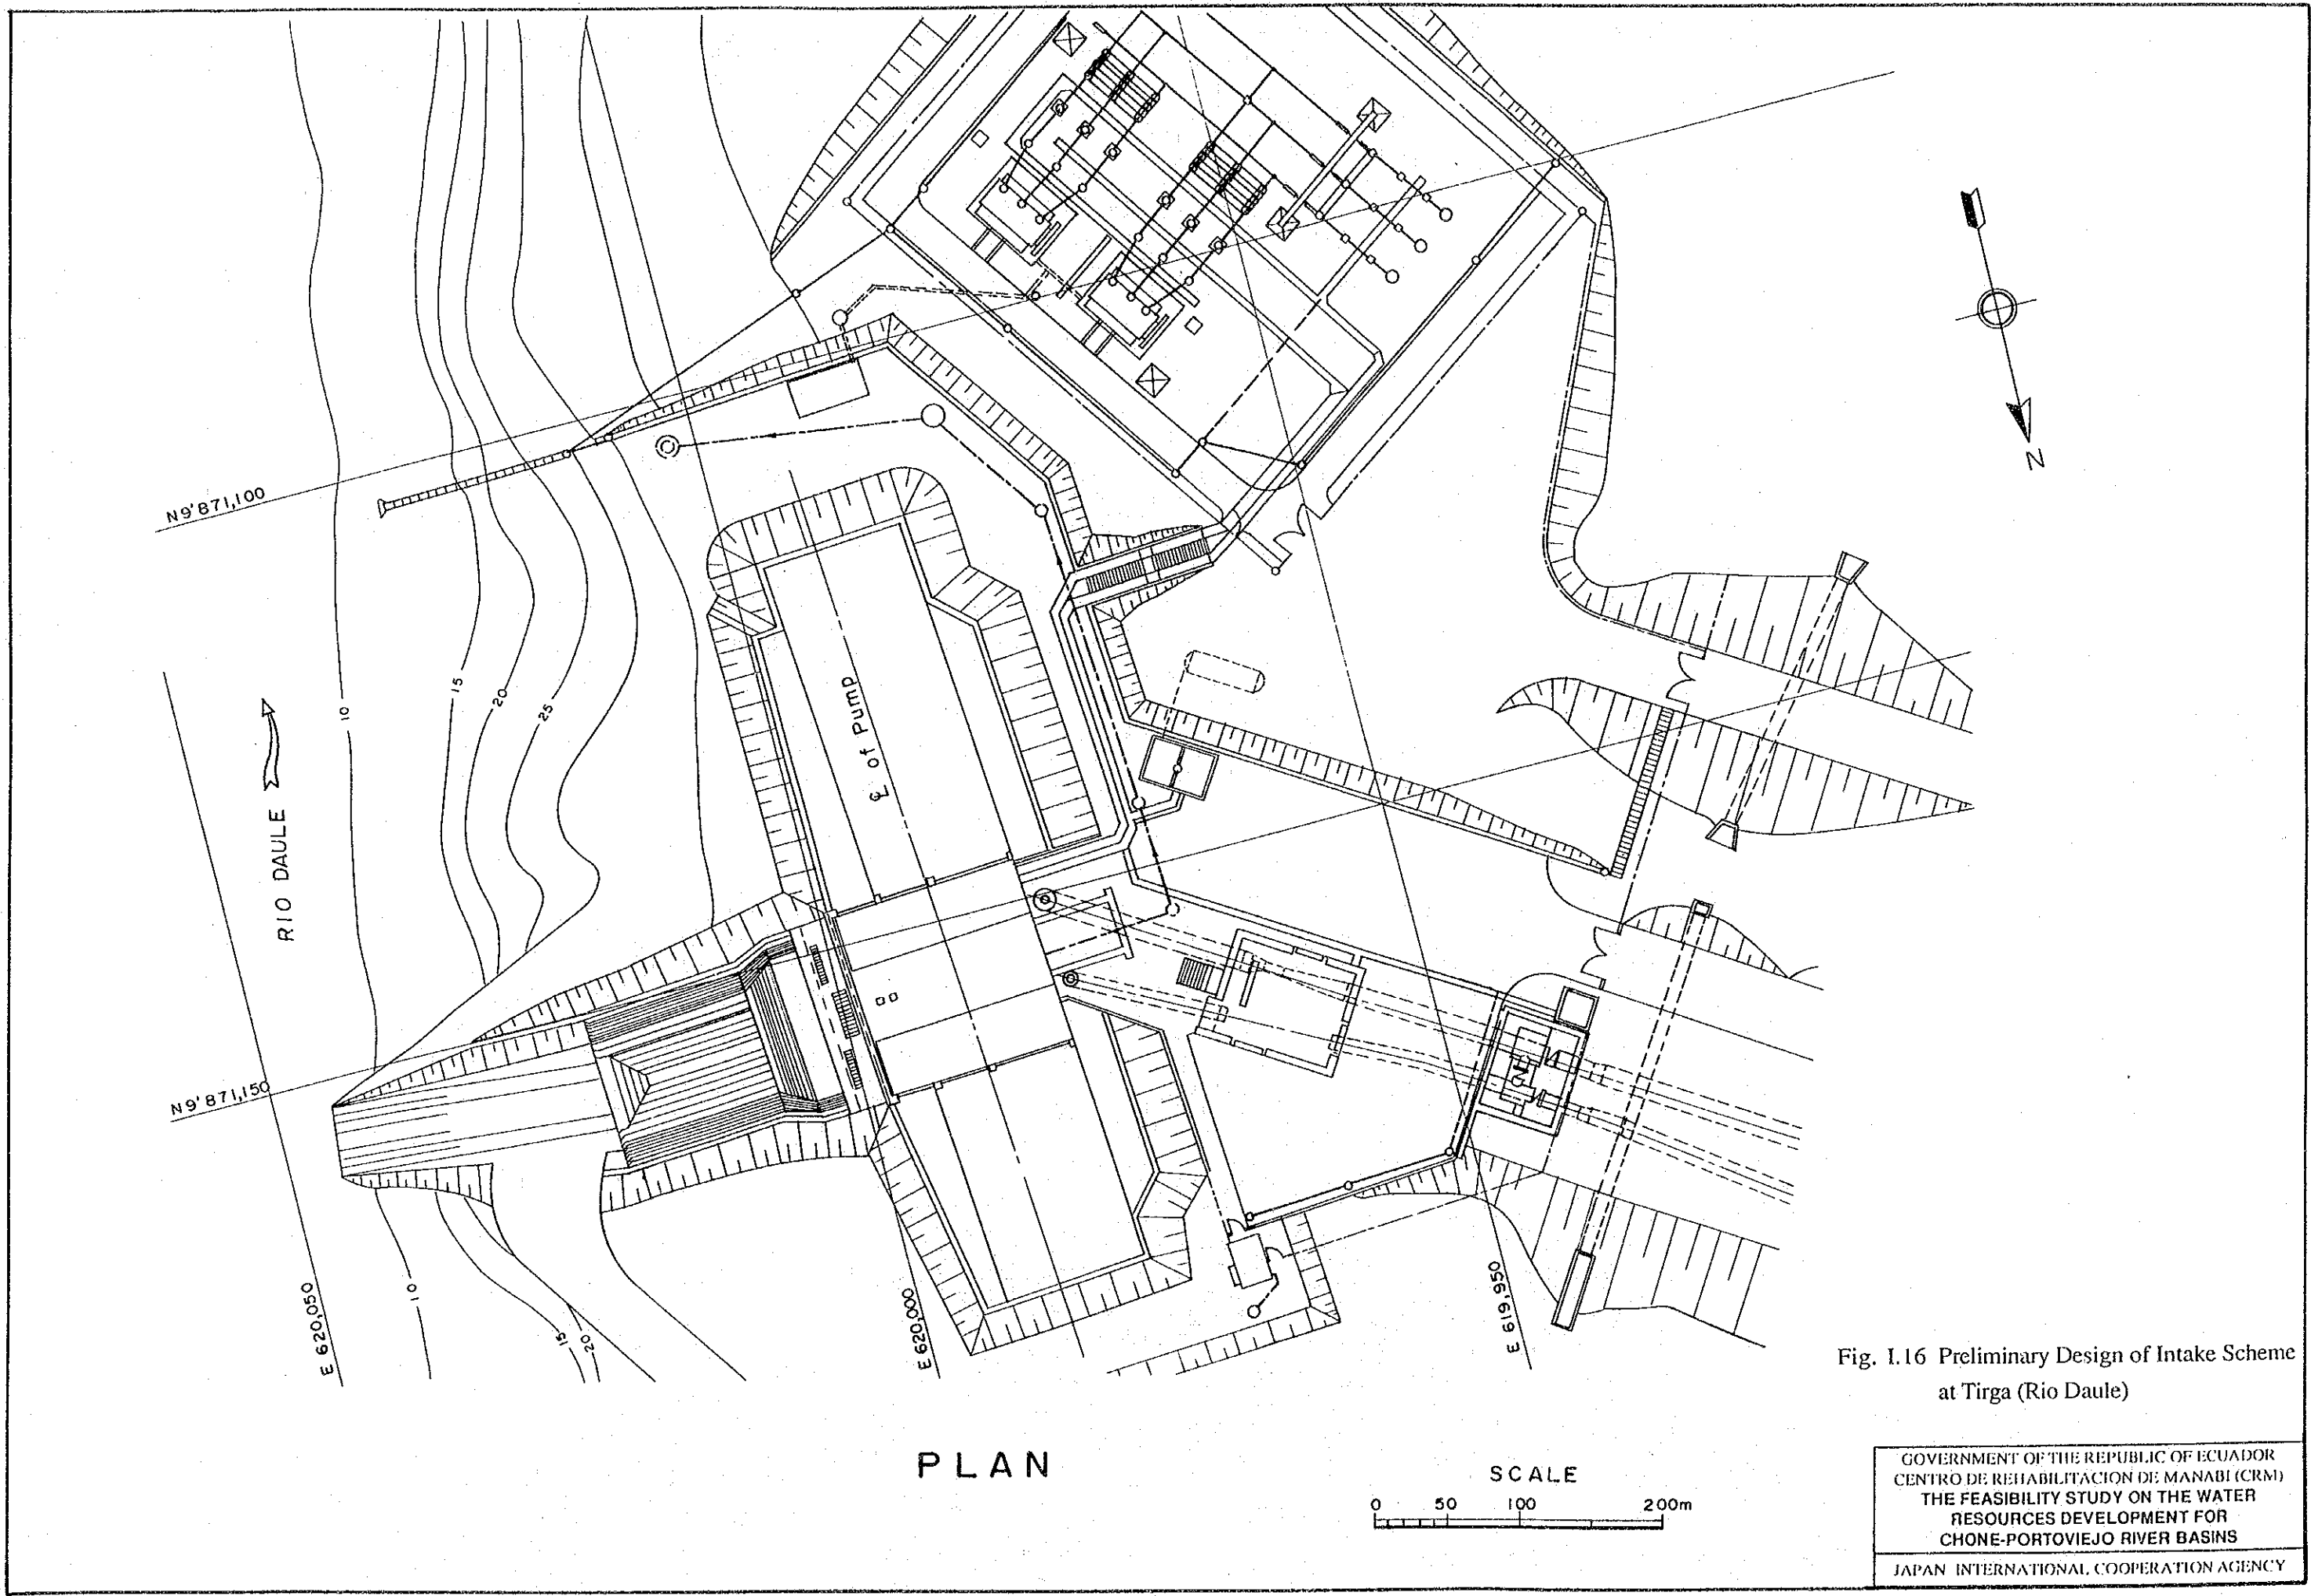 N
N9'871,100
10
15
20
25
℄ of Pump
RIO DAULE
N9'871,150
E 620,050
10
15
20
E 620,000
E 619,950
Fig. I.16 Preliminary Design of Intake Scheme
at Tirga (Rio Daule)
PLAN
SCALE
0 50 100 200m
GOVERNMENT OF THE REPUBLIC OF ECUADOR
CENTRO DE REHABILITACION DE MANABI (CRM)
THE FEASIBILITY STUDY ON THE WATER
RESOURCES DEVELOPMENT FOR
CHONE-PORTOVIEJO RIVER BASINS
JAPAN INTERNATIONAL COOPERATION AGENCY